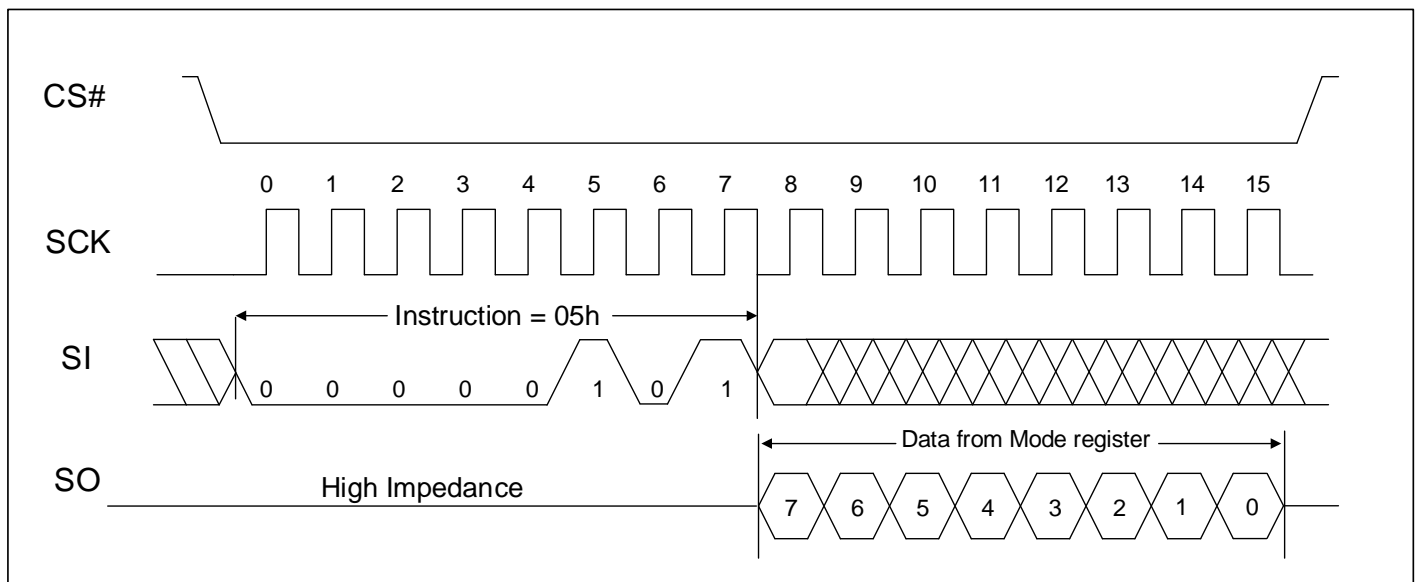 CS#
0 1 2 3 4 5 6 7 8 9 10 11 12 13 14 15
SCK
Instruction = 05h
SI
0 0 0 0 0 1 0 1
Data from Mode register
SO
High Impedance
7 6 5 4 3 2 1 0